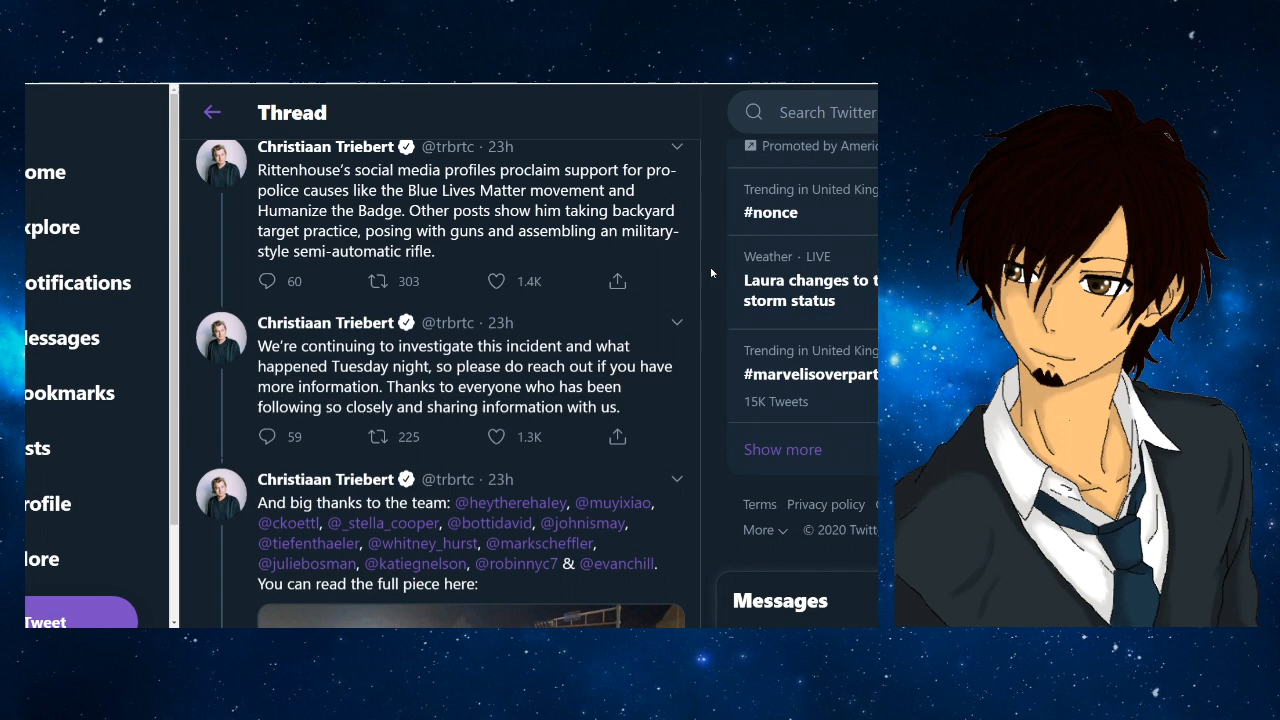 Thread
Search Twitter
Christiaan Triebert @trbrtc · 23h
Rittenhouse's social media profiles proclaim support for pro-
police causes like the Blue Lives Matter movement and
Humanize the Badge. Other posts show him taking backyard
target practice, posing with guns and assembling an military-
style semi-automatic rifle.
60 303 1.4K
Christiaan Triebert @trbrtc · 23h
We're continuing to investigate this incident and what
happened Tuesday night, so please do reach out if you have
more information. Thanks to everyone who has been
following so closely and sharing information with us.
59 225 1.3K
Christiaan Triebert @trbrtc · 23h
And big thanks to the team: @heytherehaley, @muyixiao,
@ckoettl, @_stella_cooper, @bottidavid, @johnismay,
@tiefenthaeler, @whitney_hurst, @markscheffler,
@juliebosman, @katiegnelson, @robinnyc7 & @evanchill.
You can read the full piece here:
ome
xplore
otifications
essages
ookmarks
sts
rofile
ore
Tweet
Promoted by Americ
Trending in United King
#nonce
Weather · LIVE
Laura changes to t
storm status
Trending in United King
#marvelisoverpart
15K Tweets
Show more
Terms Privacy policy
More © 2020 Twitt
Messages